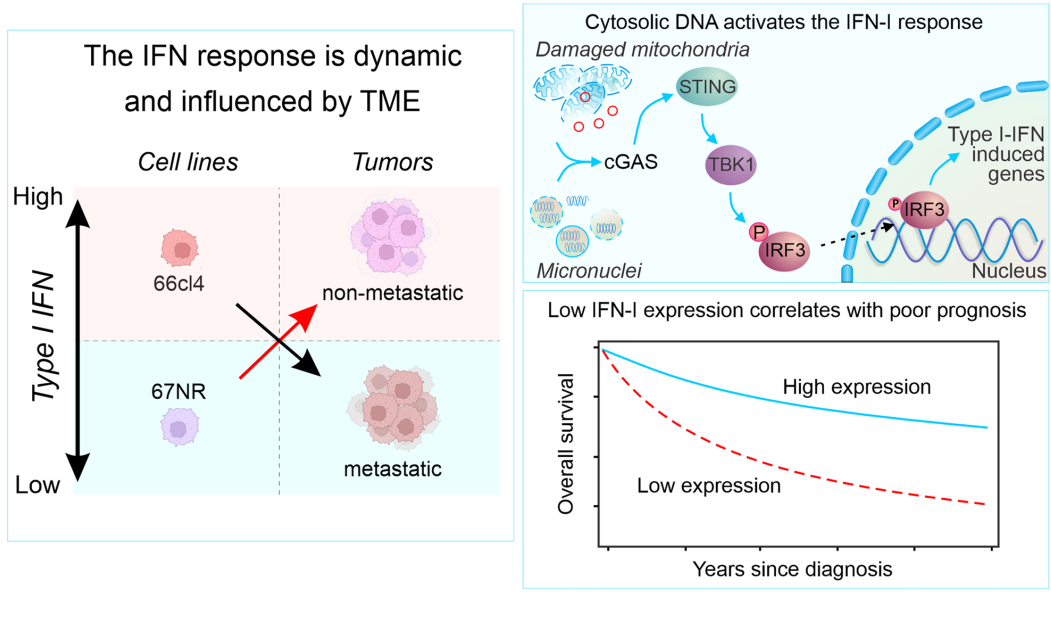 The IFN response is dynamic
and influenced by TME
Cell lines
Tumors
High
Type I IFN
Low
66cl4
non-metastatic
67NR
metastatic
Cytosolic DNA activates the IFN-I response
Damaged mitochondria
STING
cGAS
TBK1
P
IRF3
Micronuclei
Type I-IFN
induced
genes
P
IRF3
Nucleus
Low IFN-I expression correlates with poor prognosis
Overall survival
High expression
Low expression
Years since diagnosis